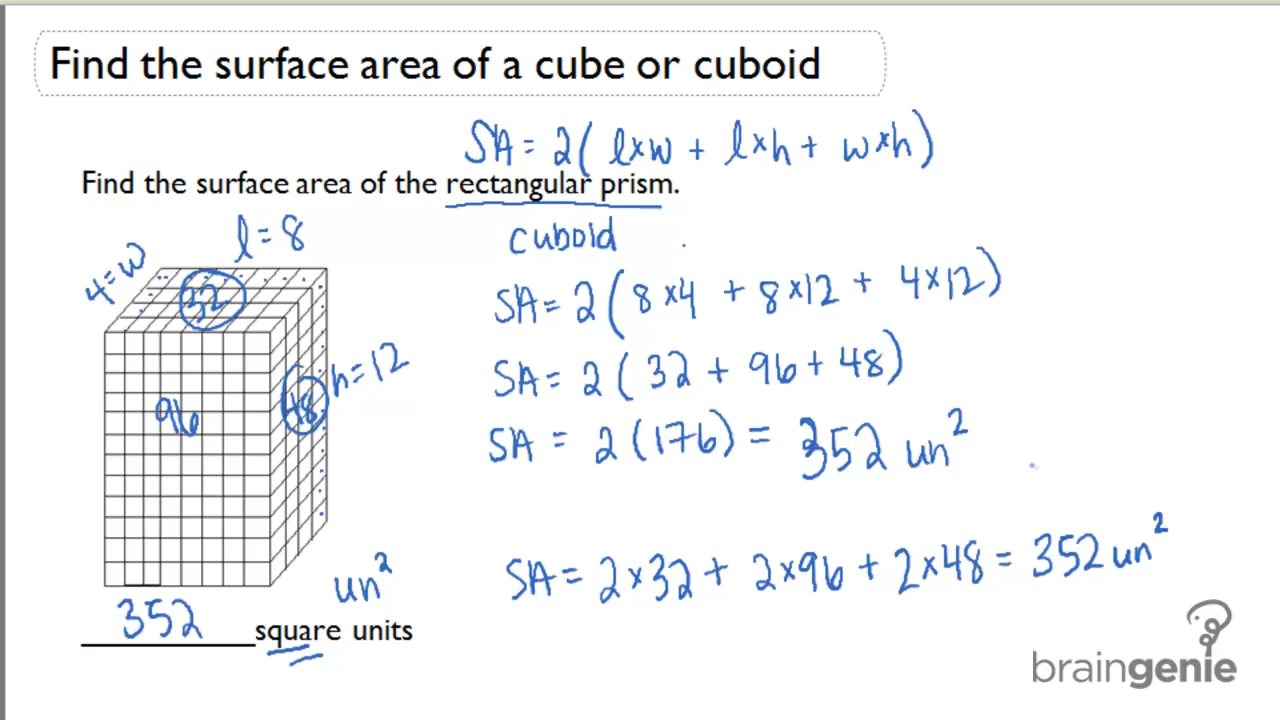 Find the surface area of a cube or cuboid
SA = 2( l×w + l×h + w×h)
Find the surface area of the rectangular prism.
l = 8
cuboid
4 = w
SA = 2 ( 8×4 + 8×12 + 4×12 )
32
h = 12
SA = 2 ( 32 + 96 + 48 )
96
48
SA = 2 (176) = 352 un²
SA = 2×32 + 2×96 + 2×48 = 352 un²
un²
352 square units
braingenie